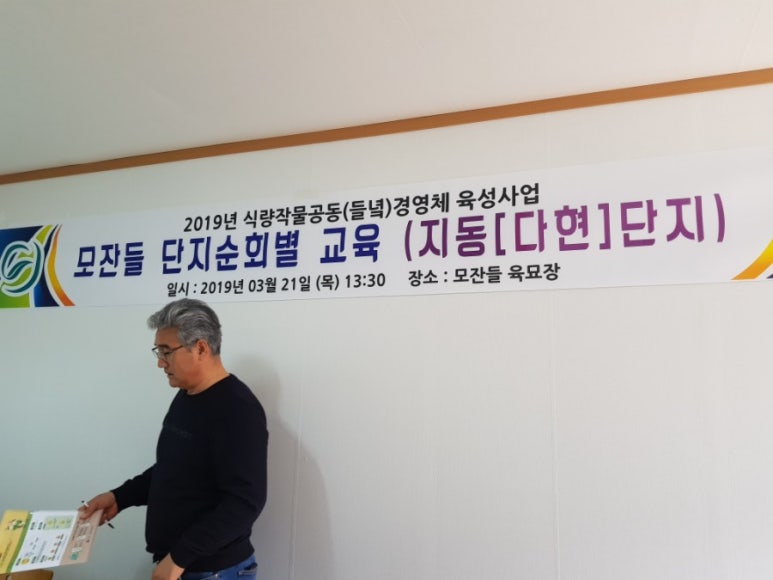 2019년 식량작물공동(들녘)경영체 육성사업
모잔들 단지순회별 교육 (지동[다현]단지)
일시 : 2019년 03월 21일 (목) 13:30 장소 : 모잔들 육묘장